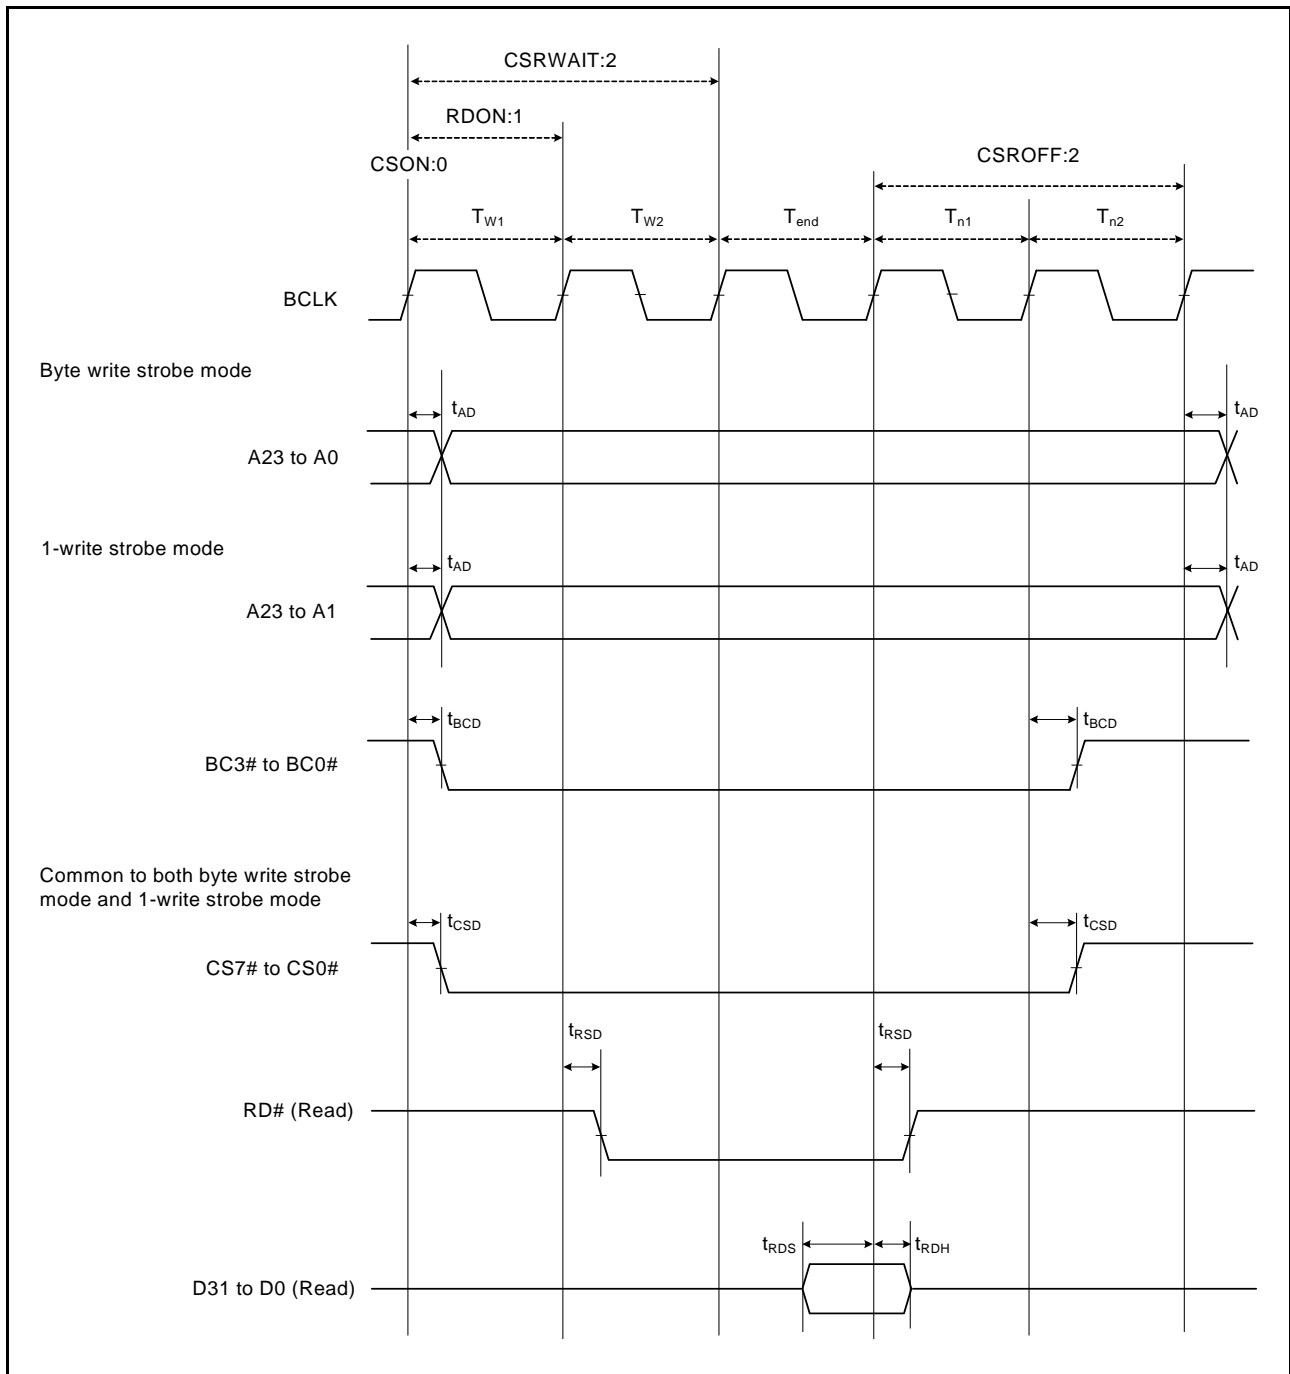 CSRWAIT:2
RDON:1
CSON:0
CSROFF:2
TW1 TW2 Tend Tn1 Tn2
BCLK
Byte write strobe mode
tAD tAD
A23 to A0
1-write strobe mode
tAD tAD
A23 to A1
tBCD tBCD
BC3# to BC0#
Common to both byte write strobe
mode and 1-write strobe mode
tCSD tCSD
CS7# to CS0#
tRSD tRSD
RD# (Read)
tRDS tRDH
D31 to D0 (Read)